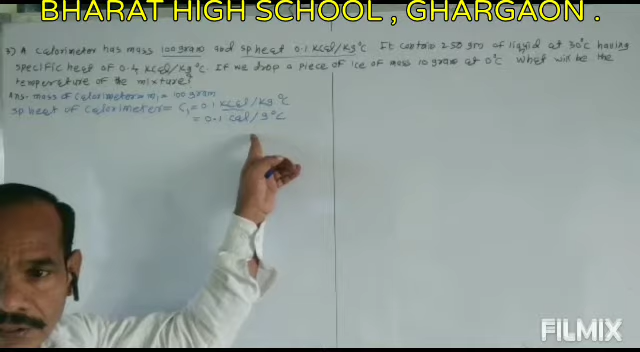 BHARAT HIGH SCHOOL , GHARGAON .
3) A calorimeter has mass 100 gram and sp heat 0.1 kcal/kg°C It contain 250 gm of liquid at 30°C having
specific heat of 0.4 kcal/kg°C. If we drop a piece of ice of mass 10 gram at 0°C what will be the
temperature of the mixture?
Ans- mass of calorimeter = m₁ = 100 gram
sp heat of calorimeter = C₁ = 0.1 kcal/kg°C
= 0.1 cal/g°C
FILMIX